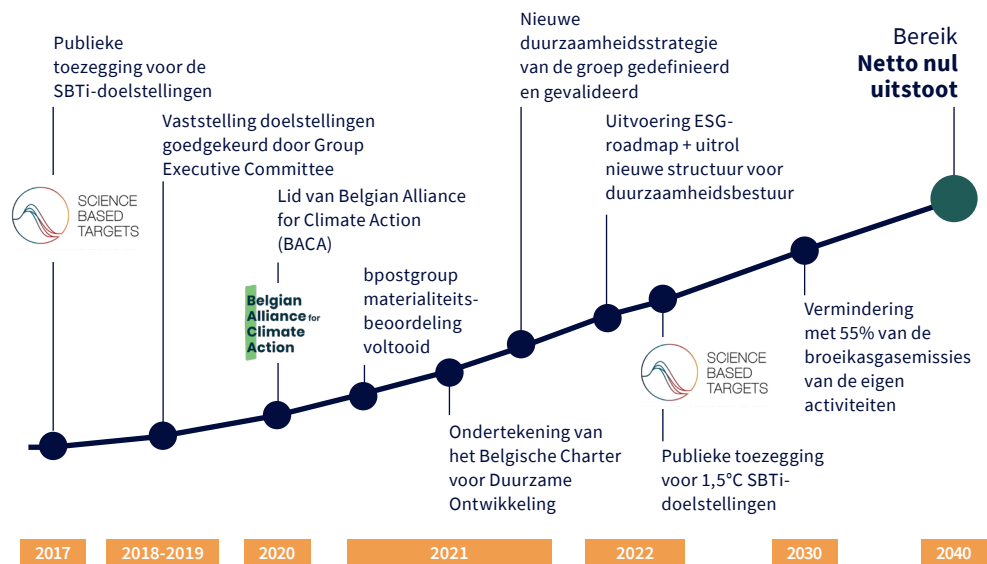 Publieke
toezegging voor de
SBTi-doelstellingen
SCIENCE
BASED
TARGETS
Vaststelling doelstellingen
goedgekeurd door Group
Executive Committee
Lid van Belgian Alliance
for Climate Action
(BACA)
Belgian
Alliance for
Climate
Action
bpostgroup
materialiteits-
beoordeling
voltooid
Ondertekening van
het Belgische Charter
voor Duurzame
Ontwikkeling
Nieuwe
duurzaamheidsstrategie
van de groep gedefinieerd
en gevalideerd
Uitvoering ESG-
roadmap + uitrol
nieuwe structuur voor
duurzaamheidsbestuur
SCIENCE
BASED
TARGETS
Publieke toezegging
voor 1,5°C SBTi-
doelstellingen
Vermindering
met 55% van de
broeikasgasemissies
van de eigen
activiteiten
Bereik
Netto nul
uitstoot
2017
2018-2019
2020
2021
2022
2030
2040